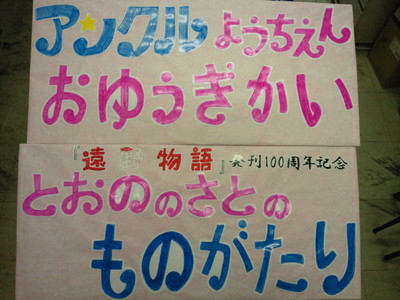 アンクル ようちえん
おゆうぎかい
『遠野物語』発刊100周年記念
とおののさとの
ものがたり